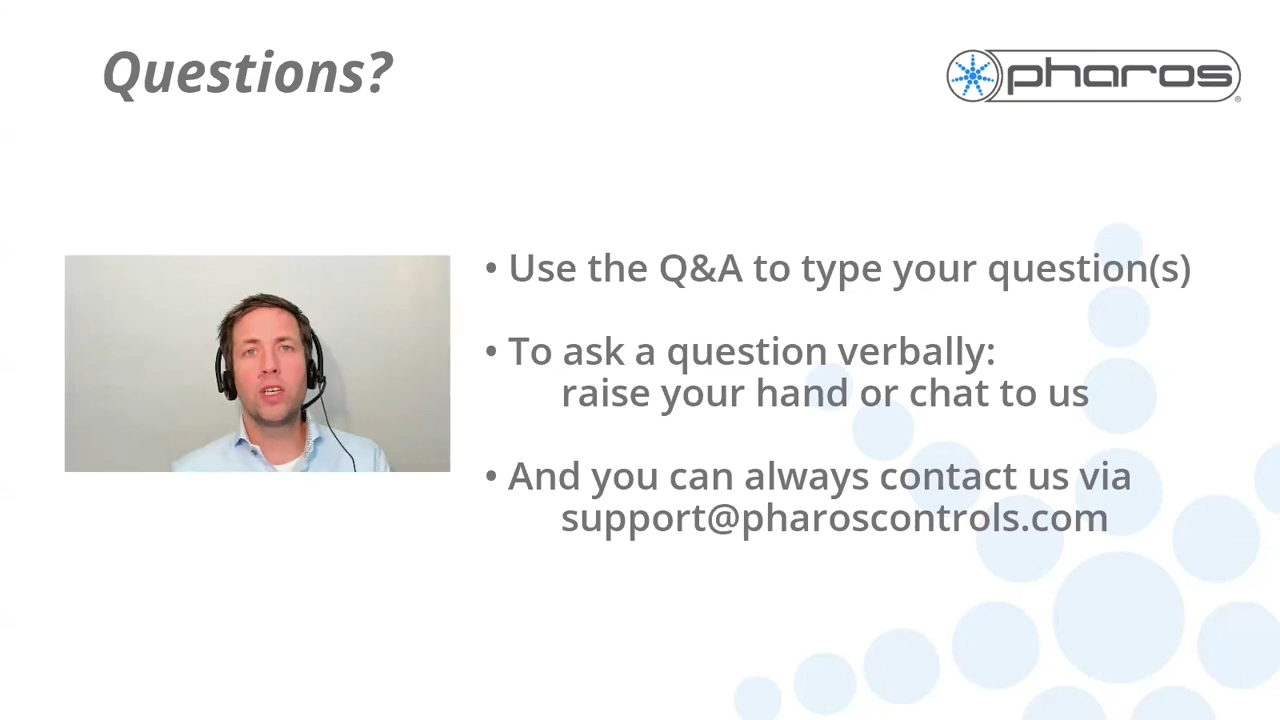 Questions?
pharos®
• Use the Q&A to type your question(s)
• To ask a question verbally:
raise your hand or chat to us
• And you can always contact us via
support@pharoscontrols.com